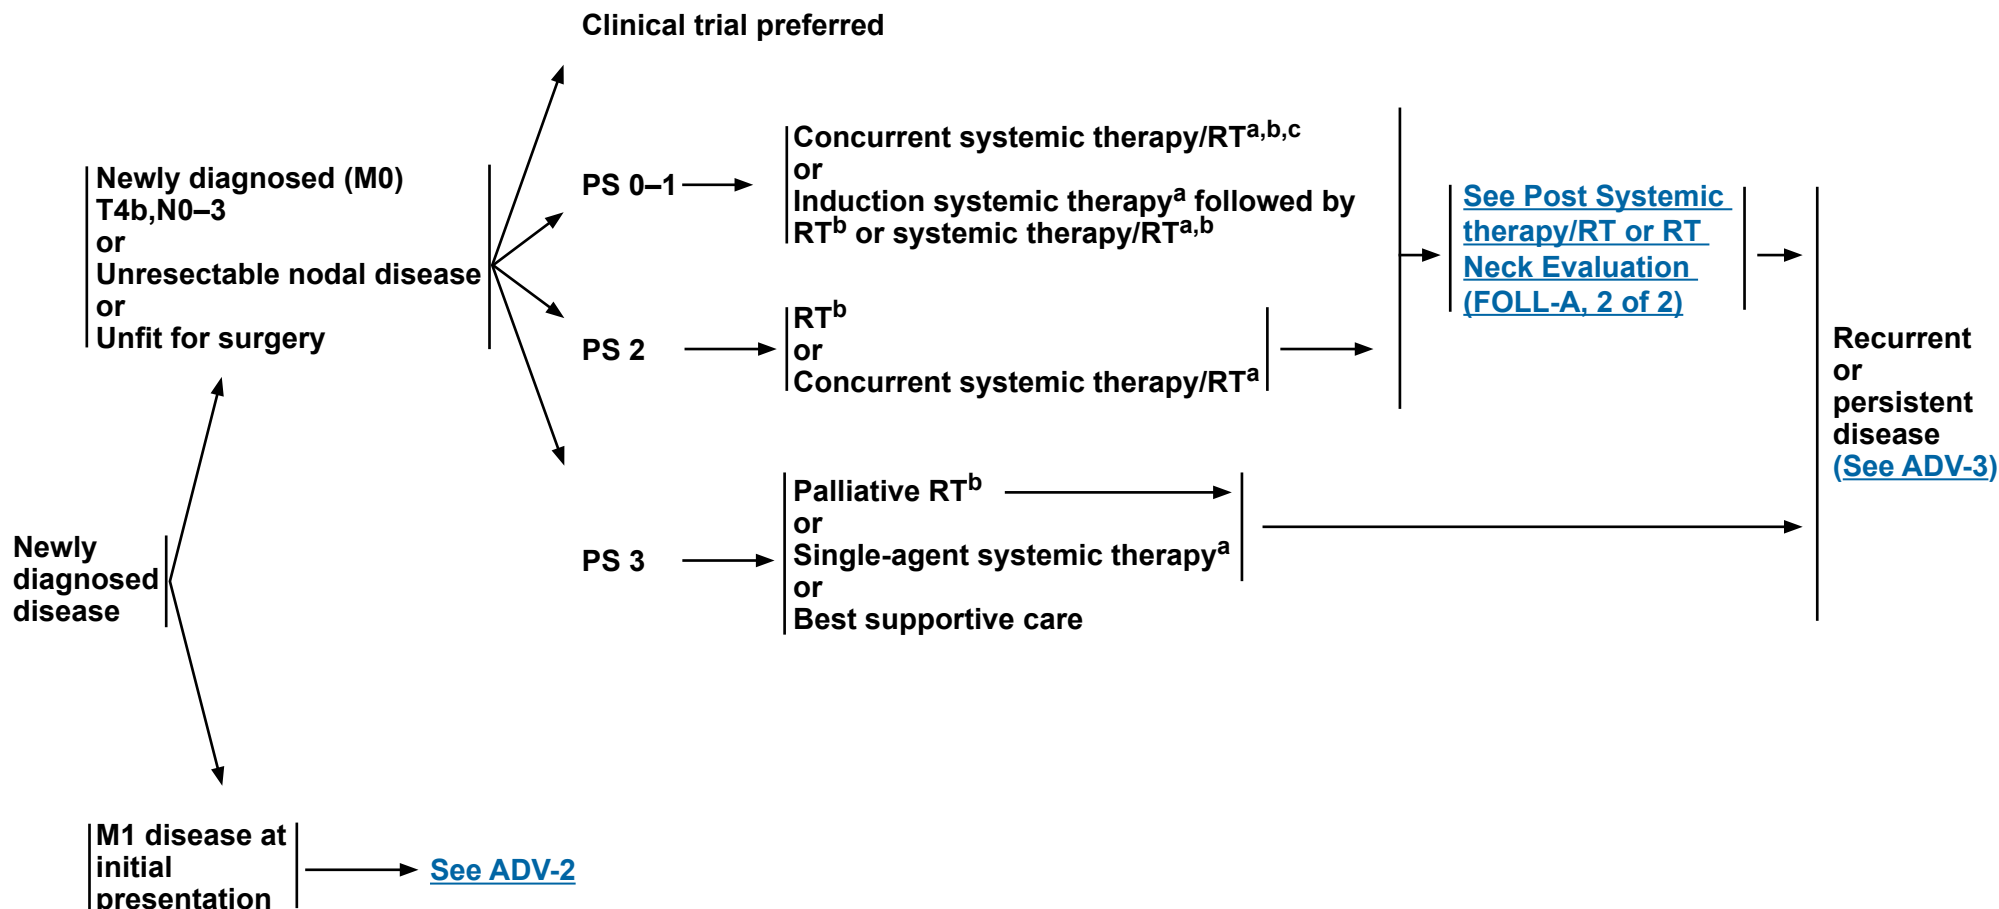 Clinical trial preferred
Newly diagnosed (M0)
T4b,N0–3
or
Unresectable nodal disease
or
Unfit for surgery
PS 0–1
Concurrent systemic therapy/RTa,b,c
or
Induction systemic therapya followed by
RTb or systemic therapy/RTa,b
See Post Systemic
therapy/RT or RT
Neck Evaluation
(FOLL-A, 2 of 2)
PS 2
RTb
or
Concurrent systemic therapy/RTa
Recurrent
or
persistent
disease
(See ADV-3)
PS 3
Palliative RTb
or
Single-agent systemic therapya
or
Best supportive care
Newly
diagnosed
disease
M1 disease at
initial
presentation
See ADV-2